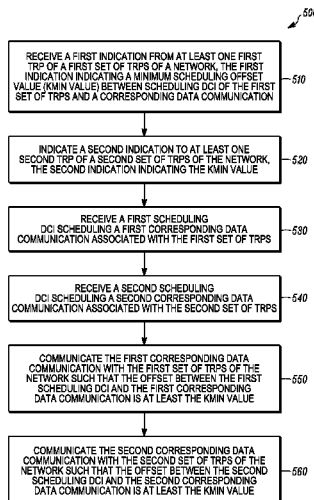 500
RECEIVE A FIRST INDICATION FROM AT LEAST ONE FIRST
TRP OF A FIRST SET OF TRPS OF A NETWORK, THE FIRST
INDICATION INDICATING A MINIMUM SCHEDULING OFFSET
VALUE (KMIN VALUE) BETWEEN SCHEDULING DCI OF THE FIRST
SET OF TRPS AND A CORRESPONDING DATA COMMUNICATION
510
INDICATE A SECOND INDICATION TO AT LEAST ONE
SECOND TRP OF A SECOND SET OF TRPS OF THE NETWORK,
THE SECOND INDICATION INDICATING THE KMIN VALUE
520
RECEIVE A FIRST SCHEDULING
DCI SCHEDULING A FIRST CORRESPONDING DATA
COMMUNICATION ASSOCIATED WITH THE FIRST SET OF TRPS
530
RECEIVE A SECOND SCHEDULING
DCI SCHEDULING A SECOND CORRESPONDING DATA
COMMUNICATION ASSOCIATED WITH THE SECOND SET OF TRPS
540
COMMUNICATE THE FIRST CORRESPONDING DATA
COMMUNICATION WITH THE FIRST SET OF TRPS OF THE
NETWORK SUCH THAT THE OFFSET BETWEEN THE FIRST
SCHEDULING DCI AND THE FIRST CORRESPONDING
DATA COMMUNICATION IS AT LEAST THE KMIN VALUE
550
COMMUNICATE THE SECOND CORRESPONDING DATA
COMMUNICATION WITH THE SECOND SET OF TRPS OF THE
NETWORK SUCH THAT THE OFFSET BETWEEN THE SECOND
SCHEDULING DCI AND THE SECOND CORRESPONDING
DATA COMMUNICATION IS AT LEAST THE KMIN VALUE
560